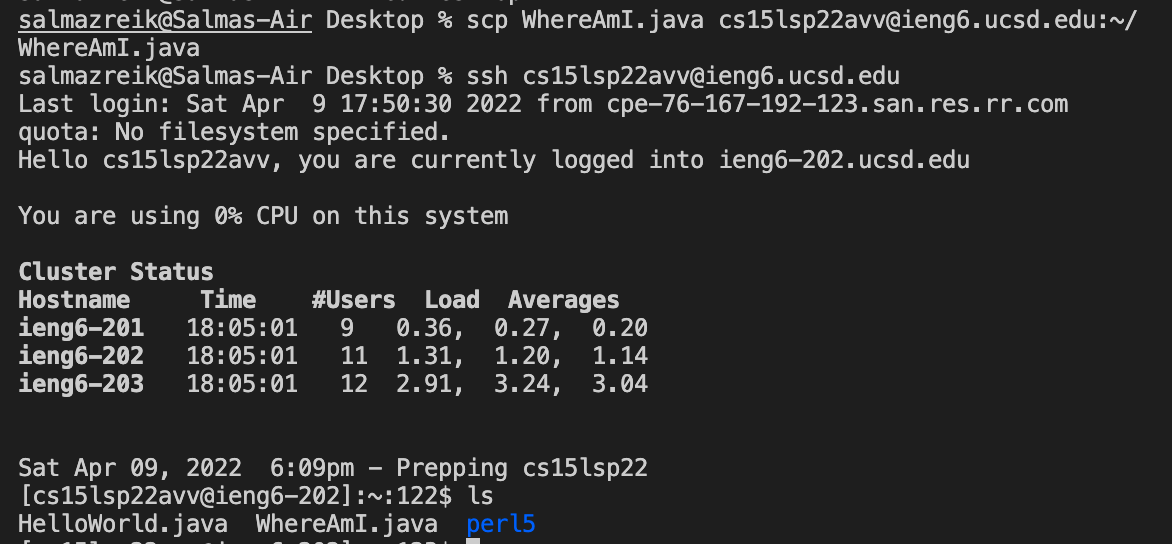 salmazreik@Salmas-Air Desktop % scp WhereAmI.java cs15lsp22avv@ieng6.ucsd.edu:~/
WhereAmI.java
salmazreik@Salmas-Air Desktop % ssh cs15lsp22avv@ieng6.ucsd.edu
Last login: Sat Apr  9 17:50:30 2022 from cpe-76-167-192-123.san.res.rr.com
quota: No filesystem specified.
Hello cs15lsp22avv, you are currently logged into ieng6-202.ucsd.edu
You are using 0% CPU on this system
Cluster Status
Hostname     Time    #Users  Load  Averages
ieng6-201   18:05:01   9   0.36,  0.27,  0.20
ieng6-202   18:05:01   11  1.31,  1.20,  1.14
ieng6-203   18:05:01   12  2.91,  3.24,  3.04
Sat Apr 09, 2022  6:09pm - Prepping cs15lsp22
[cs15lsp22avv@ieng6-202]:~:122$ ls
HelloWorld.java  WhereAmI.java  perl5